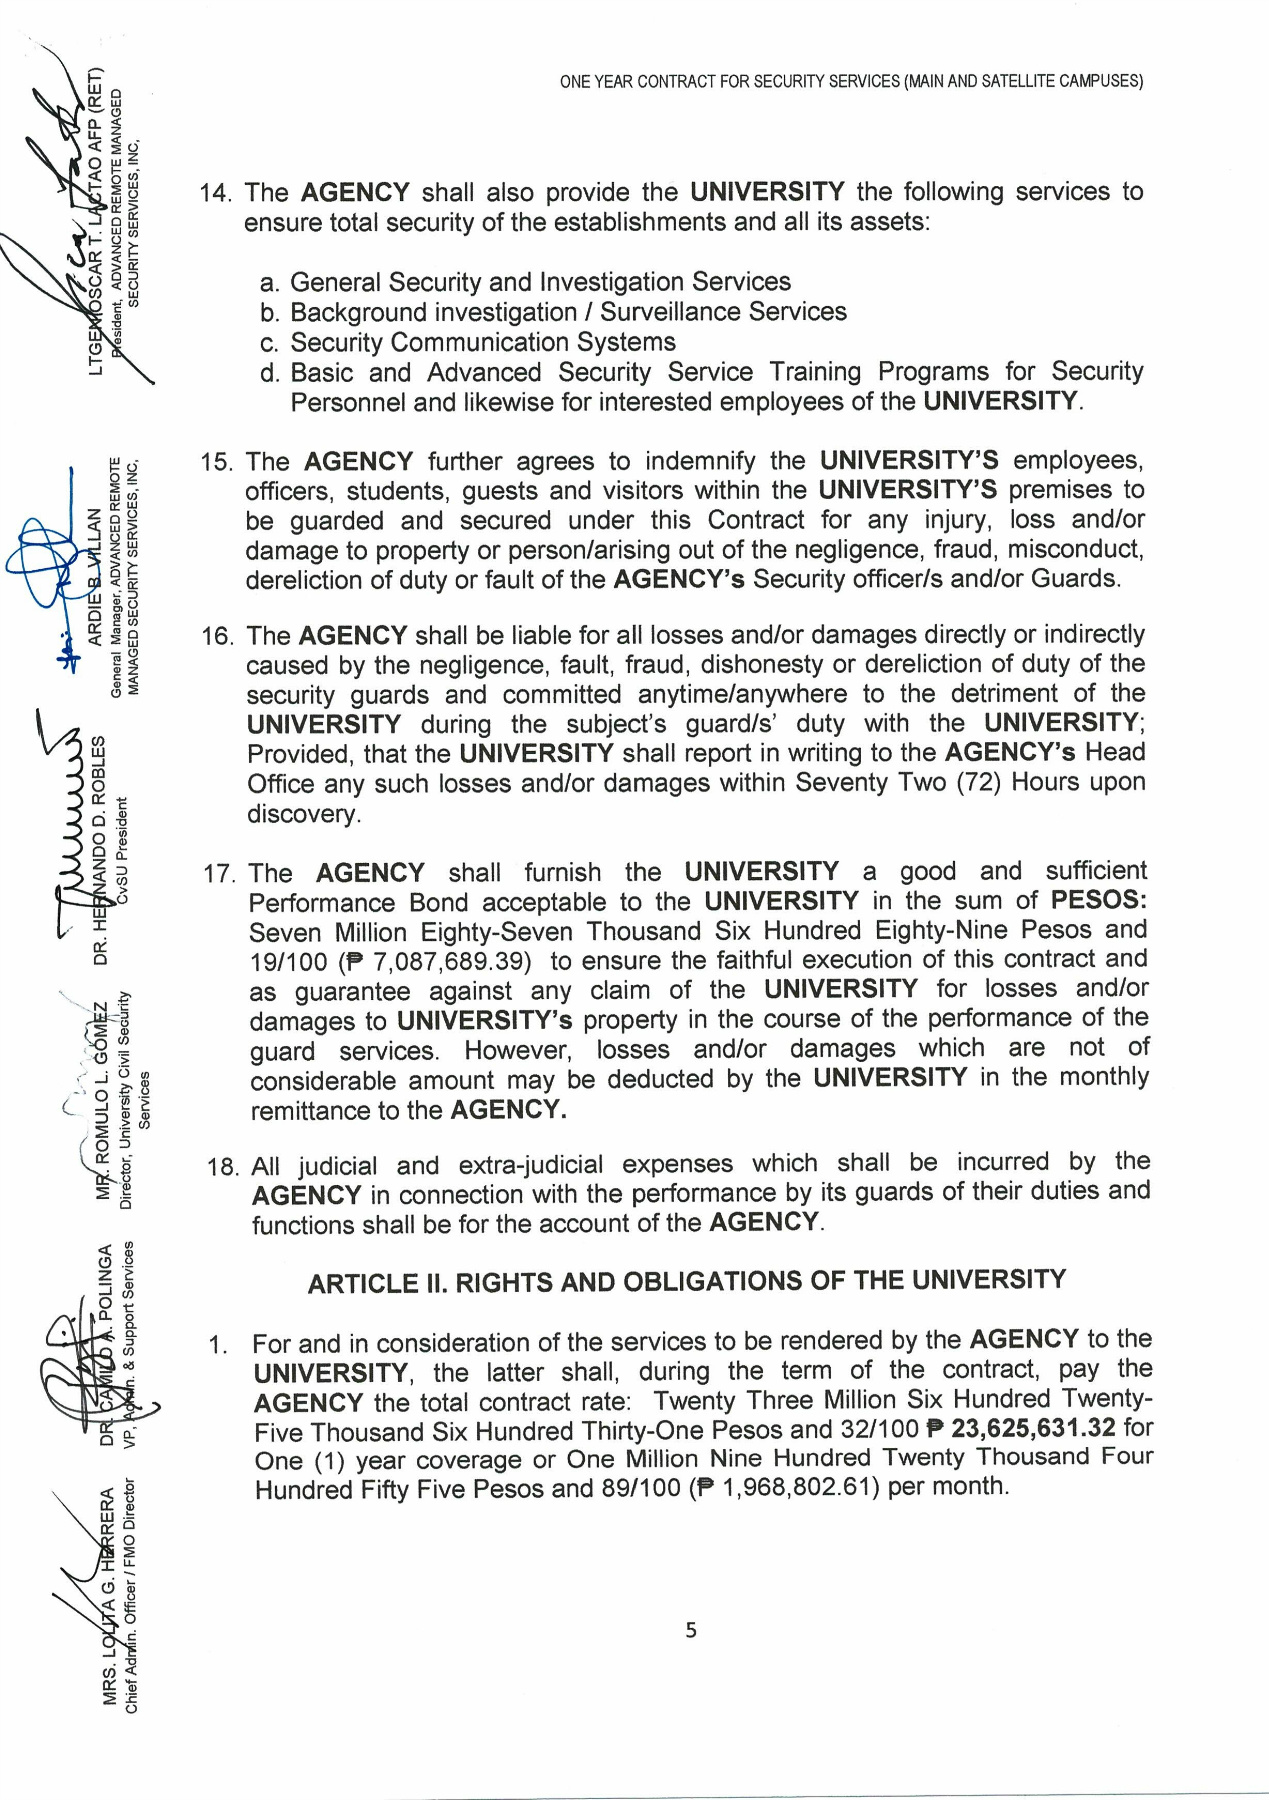 ONE YEAR CONTRACT FOR SECURITY SERVICES (MAIN AND SATELLITE CAMPUSES)
14. The AGENCY shall also provide the UNIVERSITY the following services to
ensure total security of the establishments and all its assets:
a. General Security and Investigation Services
b. Background investigation / Surveillance Services
c. Security Communication Systems
d. Basic and Advanced Security Service Training Programs for Security
Personnel and likewise for interested employees of the UNIVERSITY.
15. The AGENCY further agrees to indemnify the UNIVERSITY'S employees,
officers, students, guests and visitors within the UNIVERSITY'S premises to
be guarded and secured under this Contract for any injury, loss and/or
damage to property or person/arising out of the negligence, fraud, misconduct,
dereliction of duty or fault of the AGENCY's Security officer/s and/or Guards.
16. The AGENCY shall be liable for all losses and/or damages directly or indirectly
caused by the negligence, fault, fraud, dishonesty or dereliction of duty of the
security guards and committed anytime/anywhere to the detriment of the
UNIVERSITY during the subject's guard/s' duty with the UNIVERSITY;
Provided, that the UNIVERSITY shall report in writing to the AGENCY's Head
Office any such losses and/or damages within Seventy Two (72) Hours upon
discovery.
17. The AGENCY shall furnish the UNIVERSITY a good and sufficient
Performance Bond acceptable to the UNIVERSITY in the sum of PESOS:
Seven Million Eighty-Seven Thousand Six Hundred Eighty-Nine Pesos and
19/100 (₱ 7,087,689.39) to ensure the faithful execution of this contract and
as guarantee against any claim of the UNIVERSITY for losses and/or
damages to UNIVERSITY's property in the course of the performance of the
guard services. However, losses and/or damages which are not of
considerable amount may be deducted by the UNIVERSITY in the monthly
remittance to the AGENCY.
18. All judicial and extra-judicial expenses which shall be incurred by the
AGENCY in connection with the performance by its guards of their duties and
functions shall be for the account of the AGENCY.
ARTICLE II. RIGHTS AND OBLIGATIONS OF THE UNIVERSITY
1. For and in consideration of the services to be rendered by the AGENCY to the
UNIVERSITY, the latter shall, during the term of the contract, pay the
AGENCY the total contract rate: Twenty Three Million Six Hundred Twenty-
Five Thousand Six Hundred Thirty-One Pesos and 32/100 ₱ 23,625,631.32 for
One (1) year coverage or One Million Nine Hundred Twenty Thousand Four
Hundred Fifty Five Pesos and 89/100 (₱ 1,968,802.61) per month.
5
LTGEN OSCAR T. LACTAO AFP (RET)
President, ADVANCED REMOTE MANAGED
SECURITY SERVICES, INC,
ARDIE B. VILLAN
General Manager, ADVANCED REMOTE
MANAGED SECURITY SERVICES, INC,
DR. HERNANDO D. ROBLES
CvSU President
MR. ROMULO L. GOMEZ
Director, University Civil Security
Services
DR. CAMILO A. POLINGA
VP, Admin. & Support Services
MRS. LOLITA G. HERRERA
Chief Admin. Officer / FMO Director